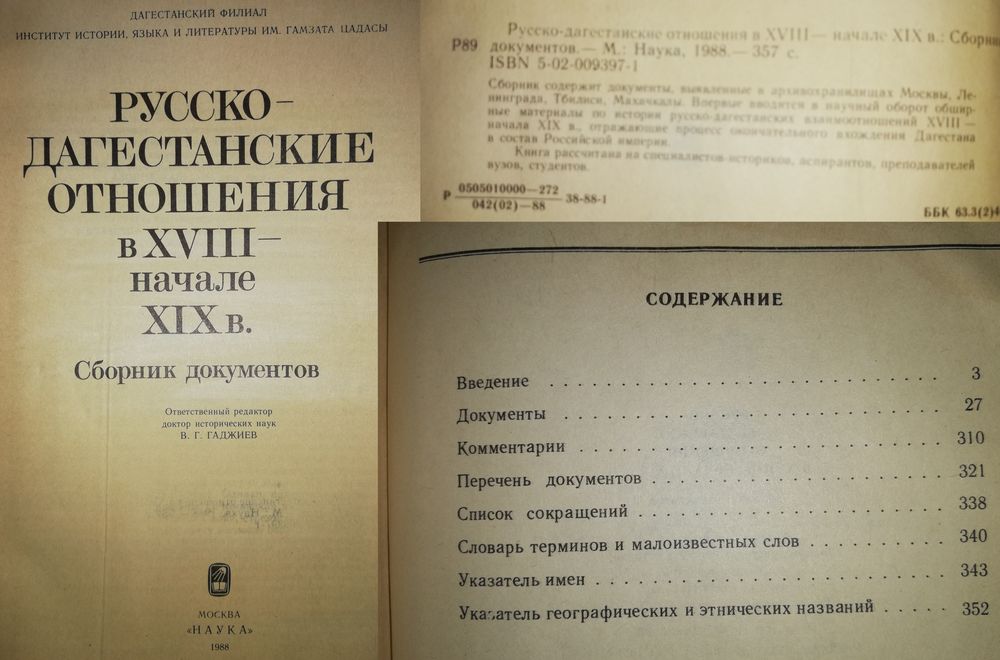 ДАГЕСТАНСКИЙ ФИЛИАЛ
ИНСТИТУТ ИСТОРИИ, ЯЗЫКА И ЛИТЕРАТУРЫ ИМ. ГАМЗАТА ЦАДАСЫ
РУССКО-
ДАГЕСТАНСКИЕ
ОТНОШЕНИЯ
в XVIII—
начале
XIX в.
Сборник документов
Ответственный редактор
доктор исторических наук
В. Г. ГАДЖИЕВ
МОСКВА
«НАУКА»
1988
Русско-дагестанские отношения в XVIII — начале XIX в.: Сборник
Р89 документов. — М.: Наука, 1988. — 357 с.
ISBN 5-02-009397-1
Сборник содержит документы, выявленные в архивохранилищах Москвы, Ле-
нинграда, Тбилиси, Махачкалы. Впервые вводятся в научный оборот обшир-
ные материалы по истории русско-дагестанских взаимоотношений XVIII —
начала XIX в., отражающие процесс окончательного вхождения Дагестана
в состав Российской империи.
Книга рассчитана на специалистов-историков, аспирантов, преподавателей
вузов, студентов.
Р 0505010000—272
042(02)—88 38-88-1
ББК 63.3(2)4
СОДЕРЖАНИЕ
Введение . . . . . . . . . . . . . . . . . . . . 3
Документы . . . . . . . . . . . . . . . . . . . 27
Комментарии . . . . . . . . . . . . . . . . . . 310
Перечень документов . . . . . . . . . . . . . . 321
Список сокращений . . . . . . . . . . . . . . . 338
Словарь терминов и малоизвестных слов . . . . . . 340
Указатель имен . . . . . . . . . . . . . . . . . 343
Указатель географических и этнических названий . . . . 352